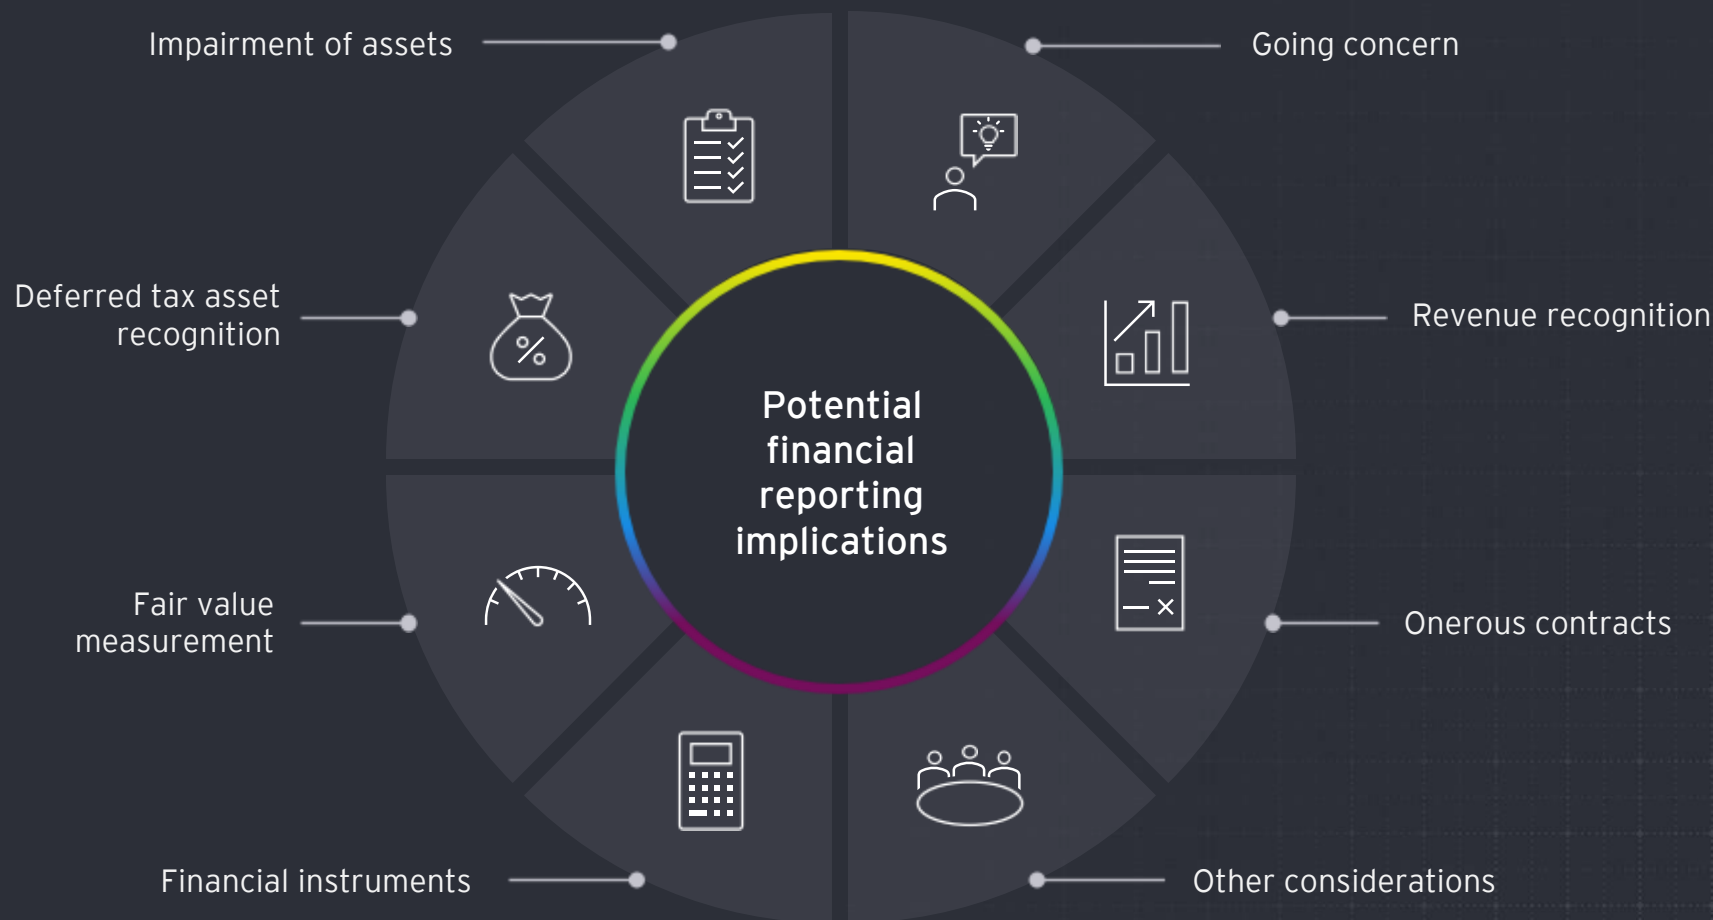 Impairment of assets
Going concern
Deferred tax asset
recognition
Revenue recognition
Potential
financial
reporting
implications
Fair value
measurement
Onerous contracts
Financial instruments
Other considerations